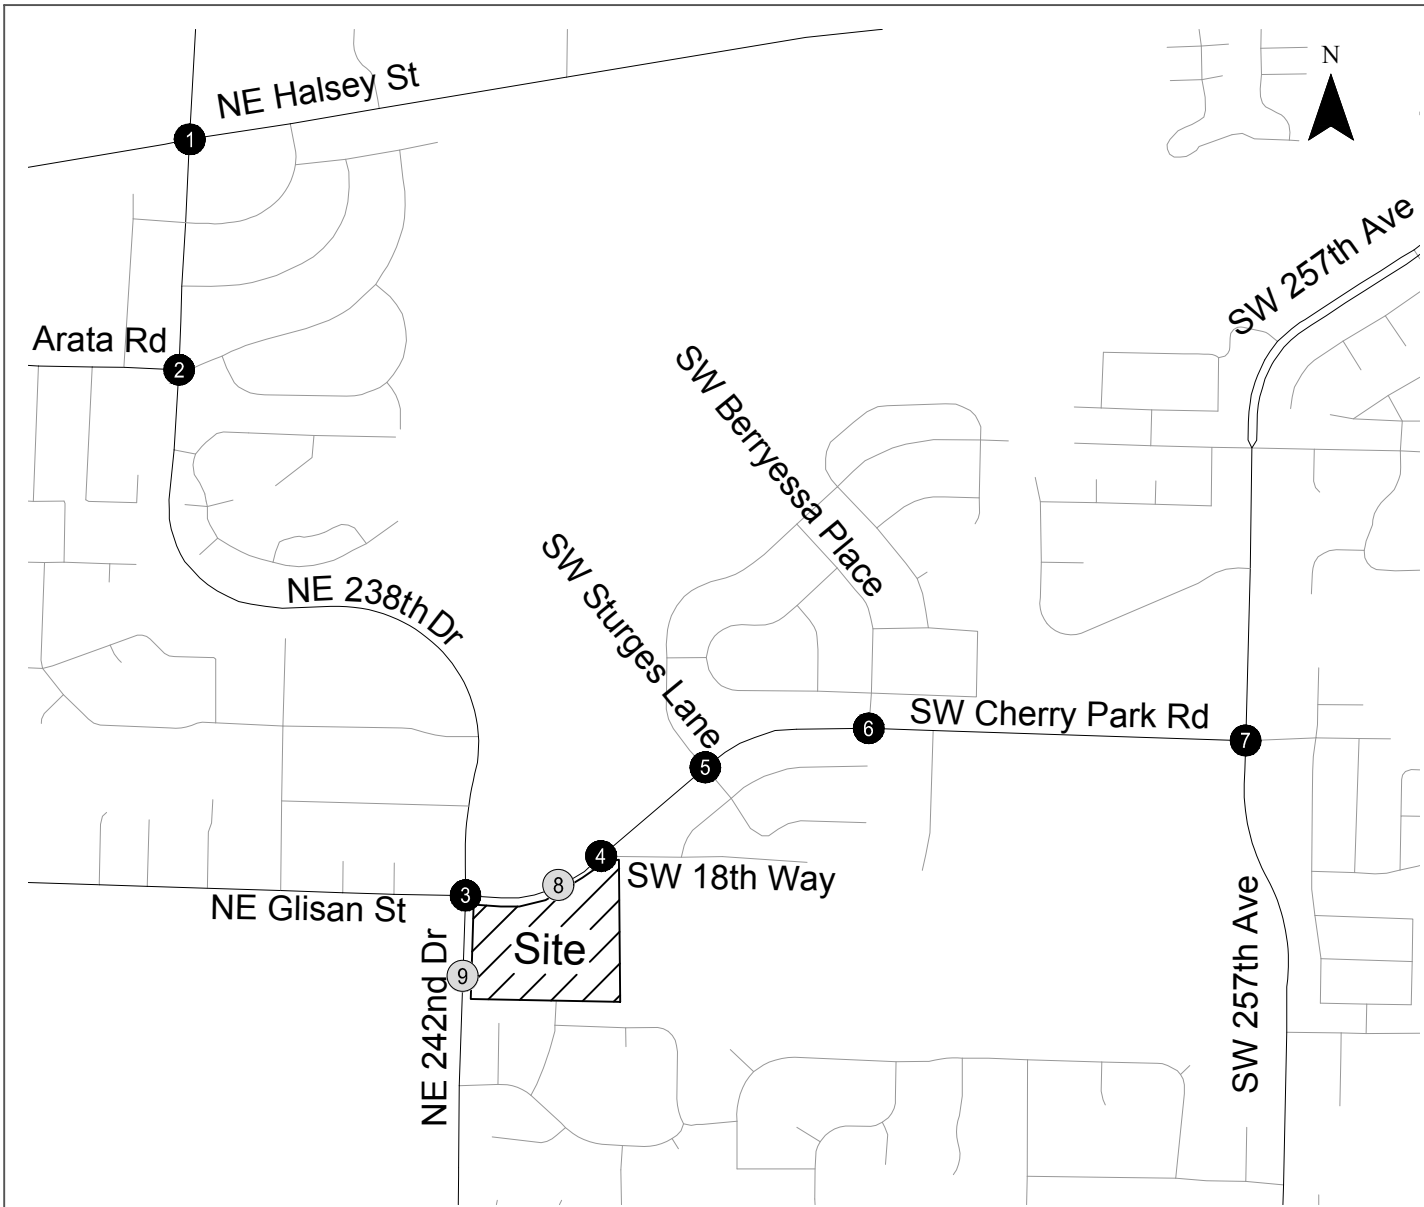 N
NE Halsey St
1
SW 257th Ave
Arata Rd
2
SW Berryessa Place
SW Sturges Lane
NE 238th Dr
SW Cherry Park Rd
6
7
5
4
SW 18th Way
8
3
NE Glisan St
Site
9
NE 242nd Dr
SW 257th Ave